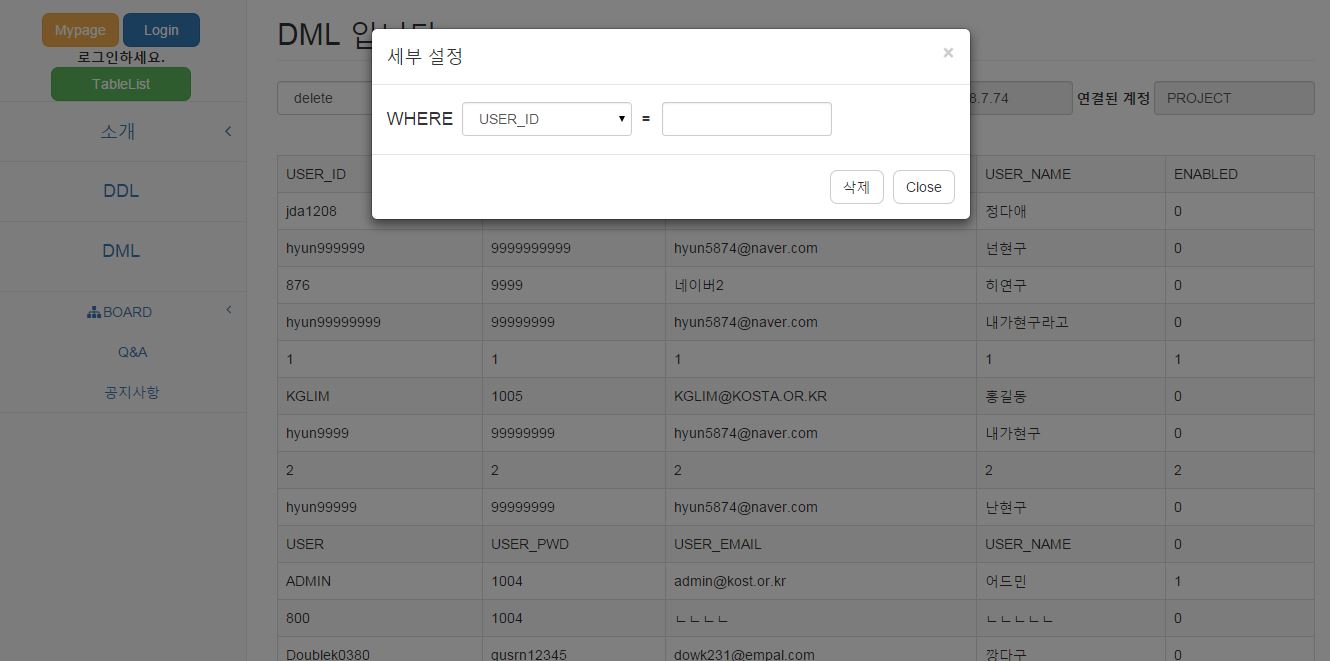 Mypage Login
로그인하세요.
TableList
소개
DDL
DML
BOARD
Q&A
공지사항
DML
세부 설정 ×
WHERE USER_ID =
삭제 Close
delete 8.7.74 연결된 계정 PROJECT
USER_ID USER_NAME ENABLED
jda1208 정다애 0
hyun999999 9999999999 hyun5874@naver.com 넌현구 0
876 9999 네이버2 히연구 0
hyun99999999 99999999 hyun5874@naver.com 내가현구라고 0
1 1 1 1 1
KGLIM 1005 KGLIM@KOSTA.OR.KR 홍길동 0
hyun9999 99999999 hyun5874@naver.com 내가현구 0
2 2 2 2 2
hyun99999 99999999 hyun5874@naver.com 난현구 0
USER USER_PWD USER_EMAIL USER_NAME 0
ADMIN 1004 admin@kost.or.kr 어드민 1
800 1004 ㄴㄴㄴㄴ ㄴㄴㄴㄴㄴ 0
Doublek0380 qusrn12345 dowk231@empal.com 깡다구 0